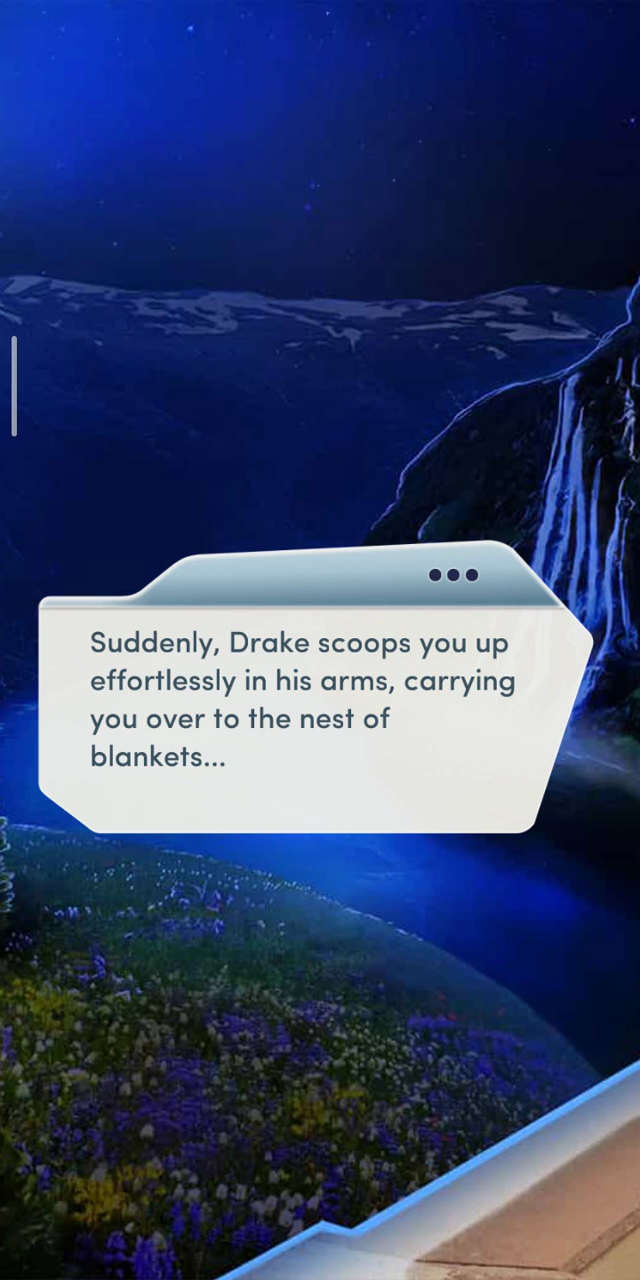 Suddenly, Drake scoops you up
effortlessly in his arms, carrying
you over to the nest of
blankets...